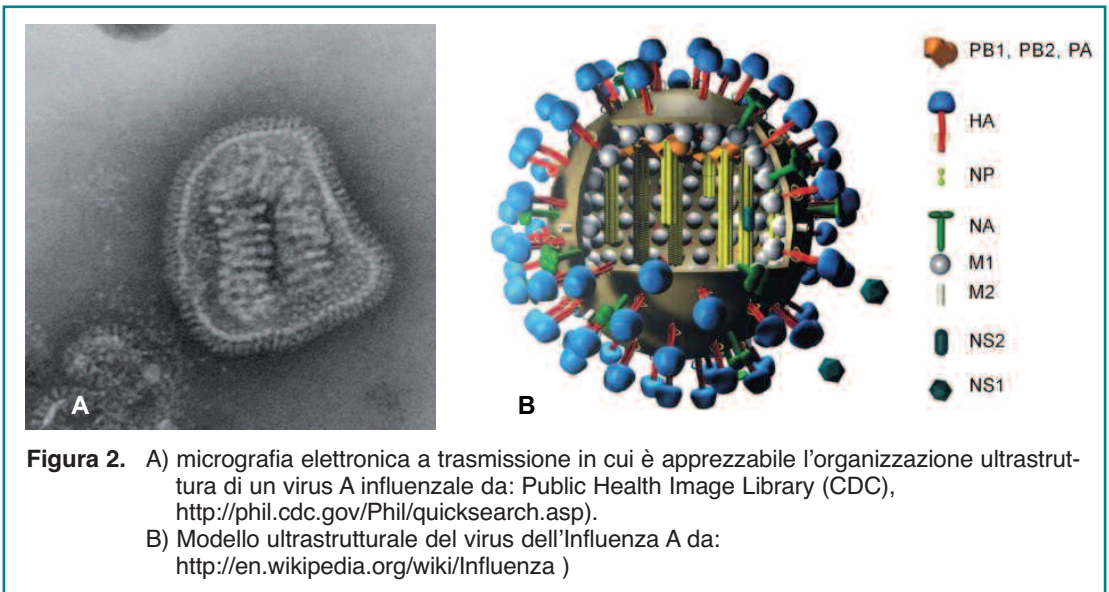 A
B
PB1, PB2, PA
HA
NP
NA
M1
M2
NS2
NS1
Figura 2. A) micrografia elettronica a trasmissione in cui è apprezzabile l'organizzazione ultrastrut-
tura di un virus A influenzale da: Public Health Image Library (CDC),
http://phil.cdc.gov/Phil/quicksearch.asp).
B) Modello ultrastrutturale del virus dell'Influenza A da:
http://en.wikipedia.org/wiki/Influenza )